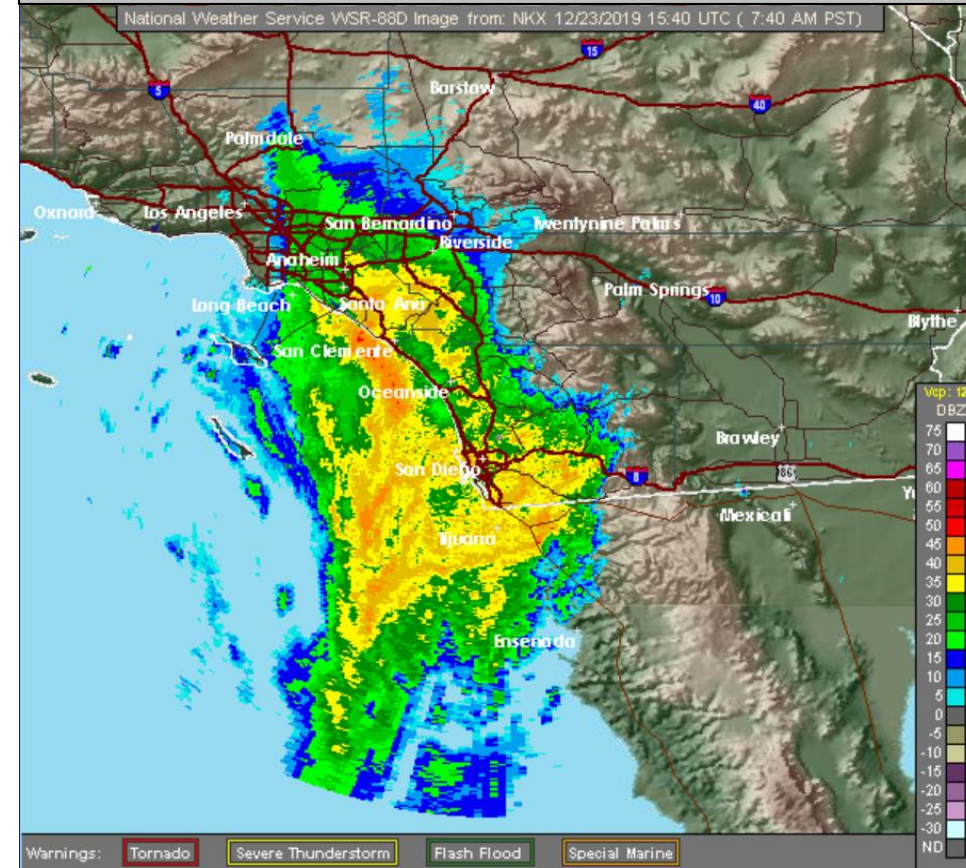 National Weather Service WSR-88D Image from: NKX 12/23/2019 15:40 UTC ( 7:40 AM PST)
15
Barstow
5
40
Palmdale
Oxnard
Los Angeles
San Bernardino
Twentynine Palms
Riverside
Anaheim
Palm Springs
10
Long Beach
Santa Ana
Blythe
San Clemente
Oceanside
Vcp: 12
DBZ
75
70
65
60
55
50
45
40
35
30
25
20
15
10
5
0
-5
-10
-15
-20
-25
-30
ND
Brawley
San Diego
8
86
Mexicali
Tijuana
Ensenada
Warnings: Tornado Severe Thunderstorm Flash Flood Special Marine